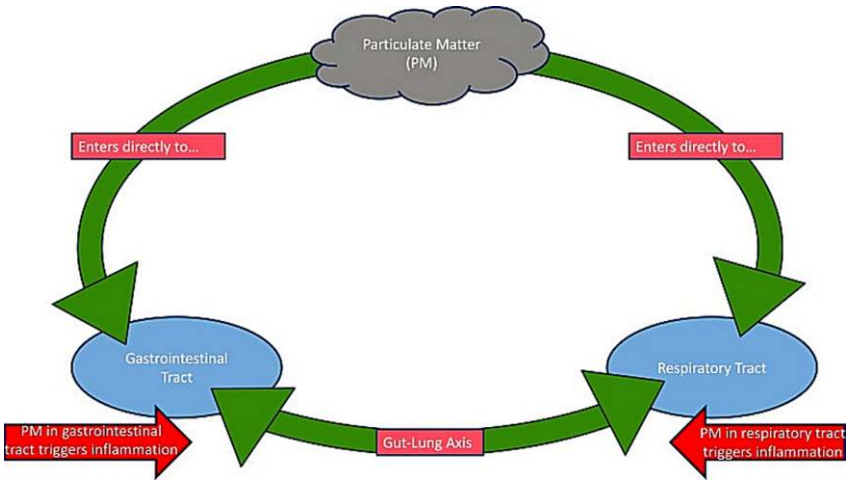 Particulate Matter
(PM)
Enters directly to...
Enters directly to...
Gastrointestinal
Tract
Respiratory Tract
PM in gastrointestinal
tract triggers inflammation
Gut-Lung Axis
PM in respiratory tract
triggers inflammation